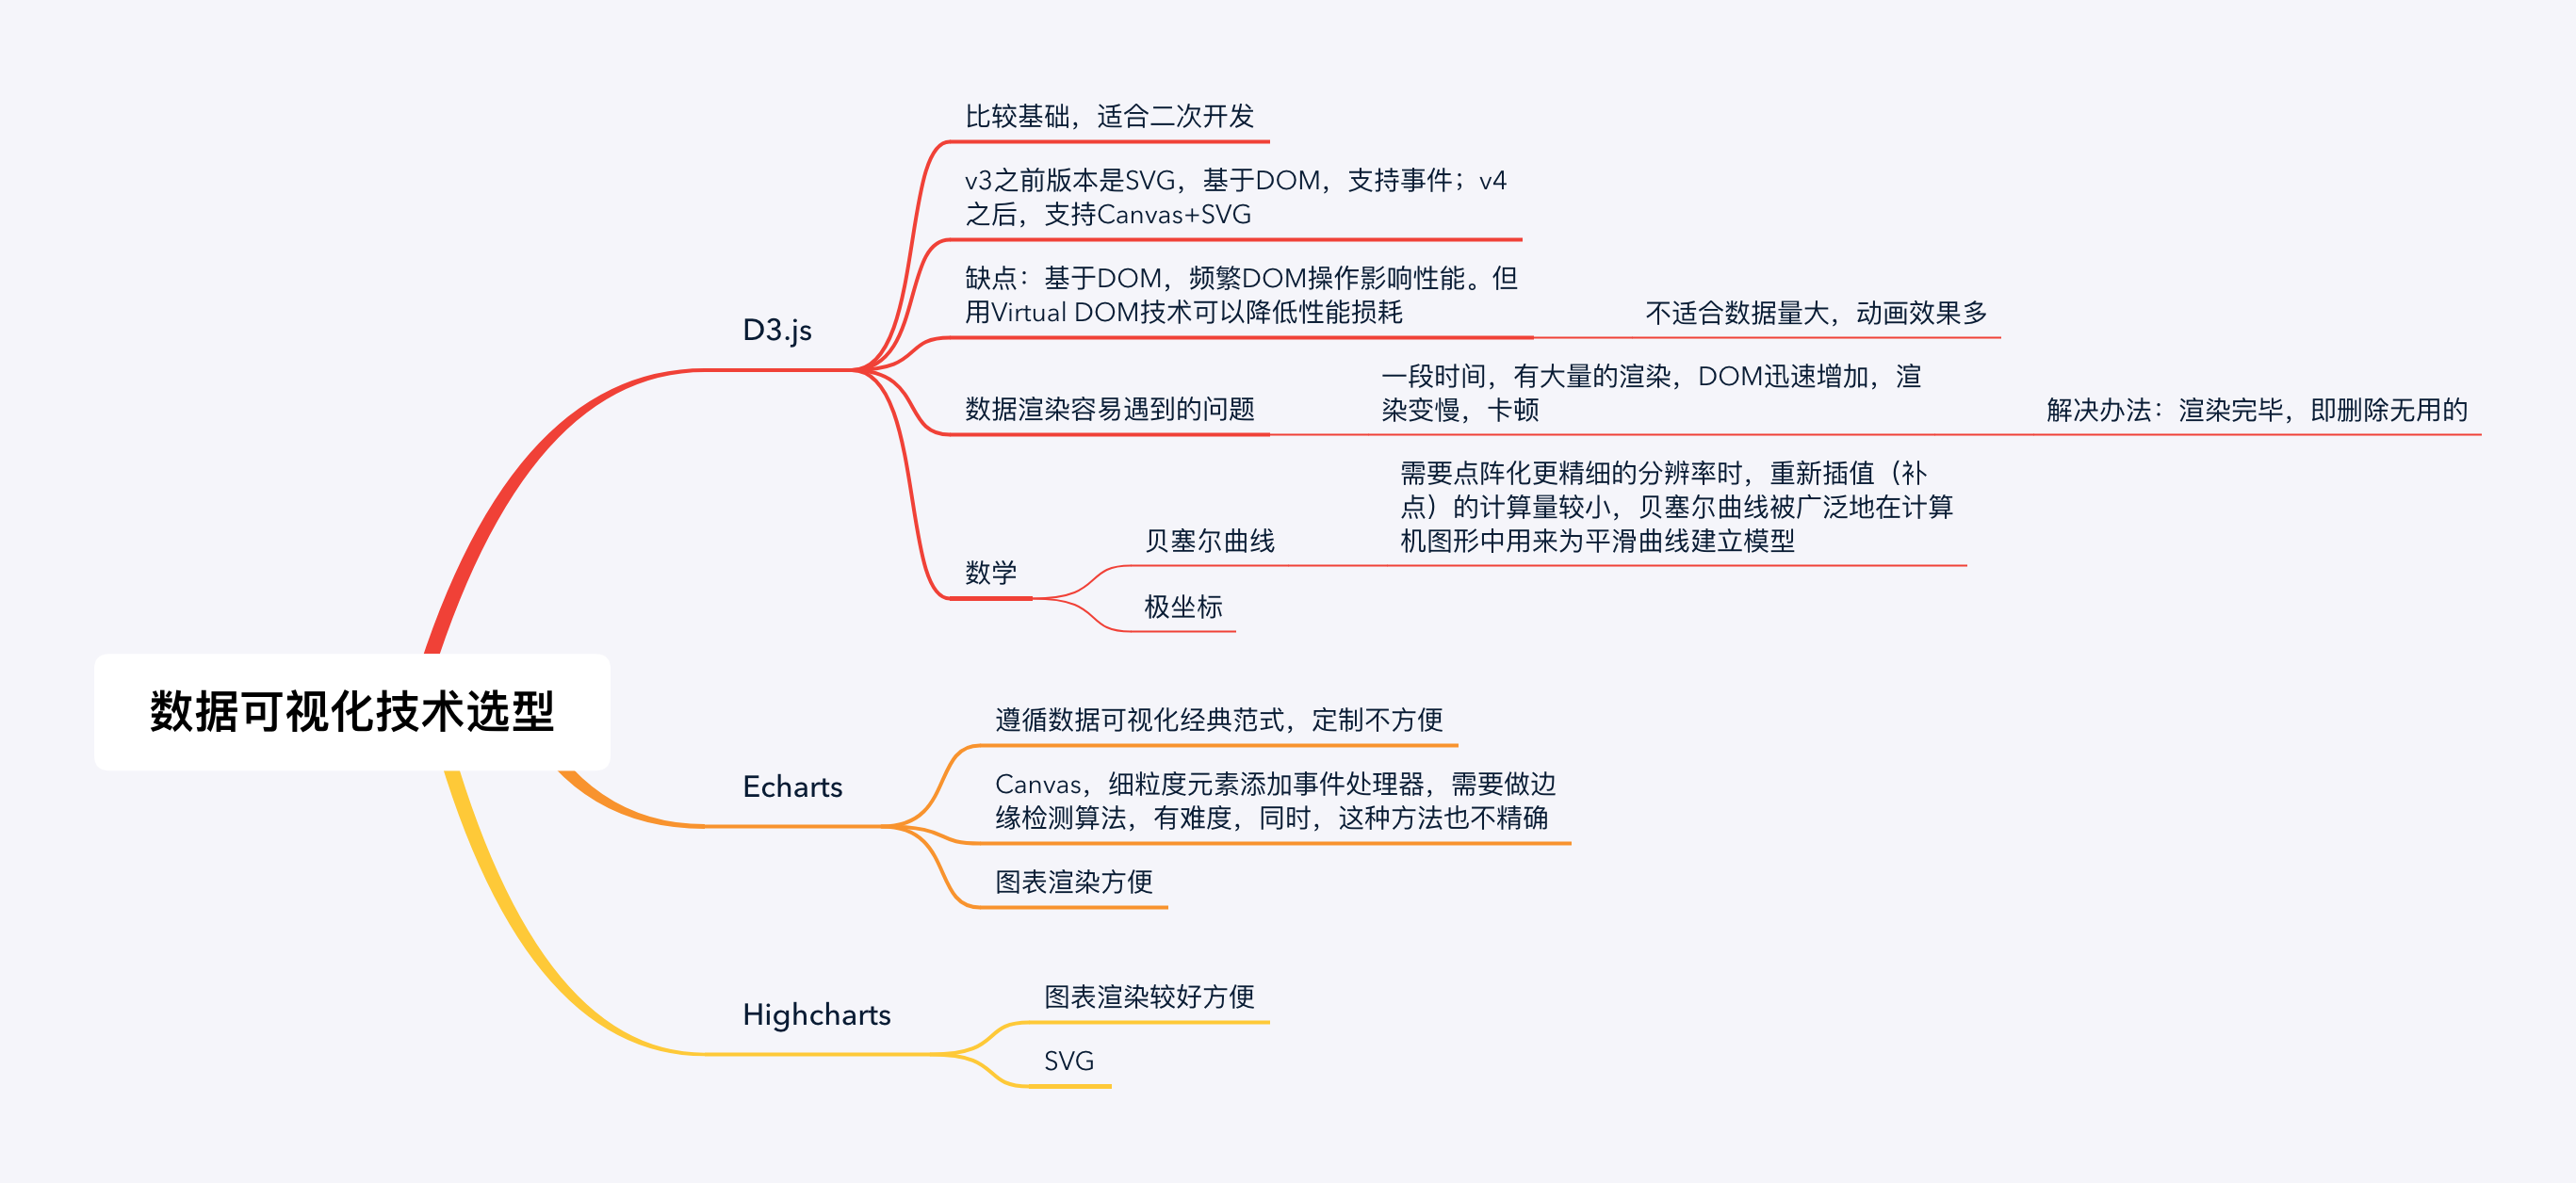 数据可视化技术选型
D3.js
比较基础，适合二次开发
v3之前版本是SVG，基于DOM，支持事件；v4
之后，支持Canvas+SVG
缺点：基于DOM，频繁DOM操作影响性能。但
用Virtual DOM技术可以降低性能损耗
不适合数据量大，动画效果多
数据渲染容易遇到的问题
一段时间，有大量的渲染，DOM迅速增加，渲
染变慢，卡顿
解决办法：渲染完毕，即删除无用的
数学
贝塞尔曲线
需要点阵化更精细的分辨率时，重新插值（补
点）的计算量较小，贝塞尔曲线被广泛地在计算
机图形中用来为平滑曲线建立模型
极坐标
Echarts
遵循数据可视化经典范式，定制不方便
Canvas，细粒度元素添加事件处理器，需要做边
缘检测算法，有难度，同时，这种方法也不精确
图表渲染方便
Highcharts
图表渲染较好方便
SVG